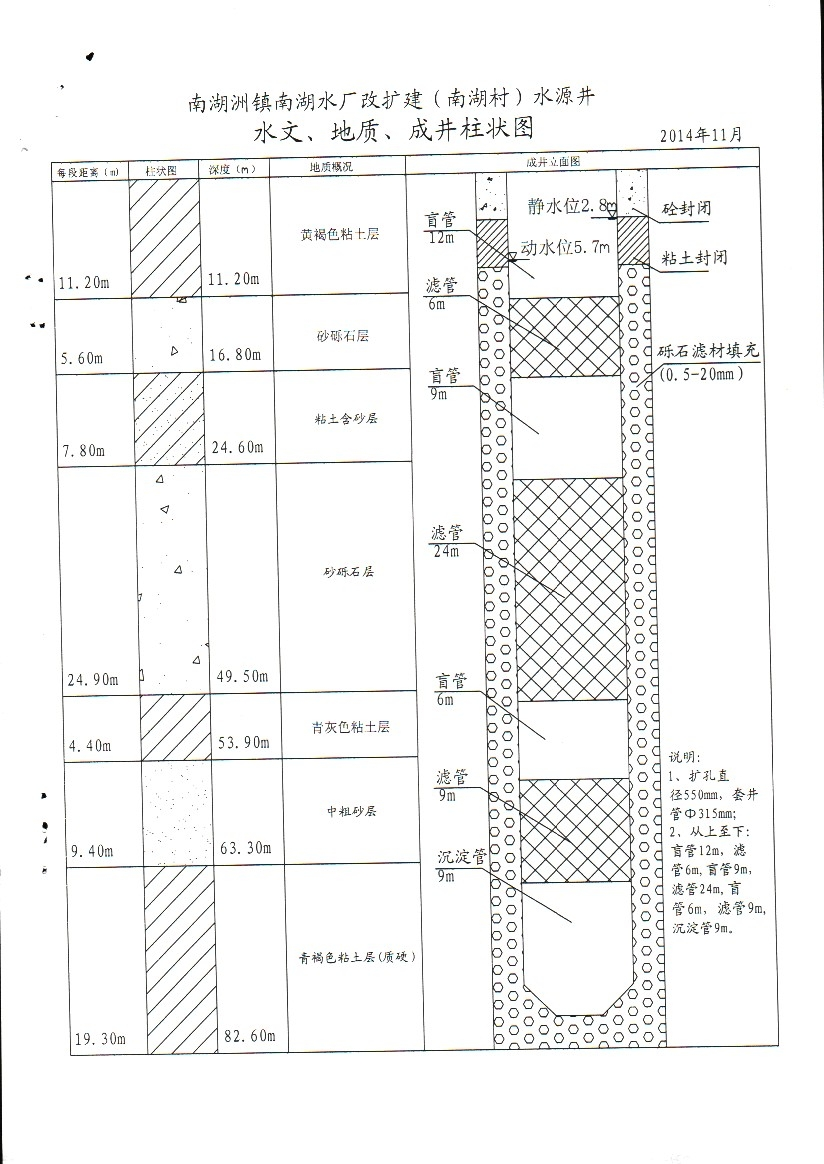 南湖洲镇南湖水厂改扩建（南湖村）水源井
水文、地质、成井柱状图
2014年11月
每段距离(m) 柱状图 深度(m) 地质概况 成井立面图
11.20m 11.20m 黄褐色粘土层
5.60m 16.80m 砂砾石层
7.80m 24.60m 粘土含砂层
24.90m 49.50m 砂砾石层
4.40m 53.90m 青灰色粘土层
9.40m 63.30m 中粗砂层
19.30m 82.60m 青褐色粘土层(质硬)
静水位2.8m
动水位5.7m
盲管
12m
滤管
6m
盲管
9m
滤管
24m
盲管
6m
滤管
9m
沉淀管
9m
砼封闭
粘土封闭
砾石滤材填充
(0.5-20mm)
说明:
1、扩孔直
径550mm，套井
管Φ315mm;
2、从上至下:
盲管12m，滤
管6m,盲管9m,
滤管24m,盲
管6m，滤管9m,
沉淀管9m。